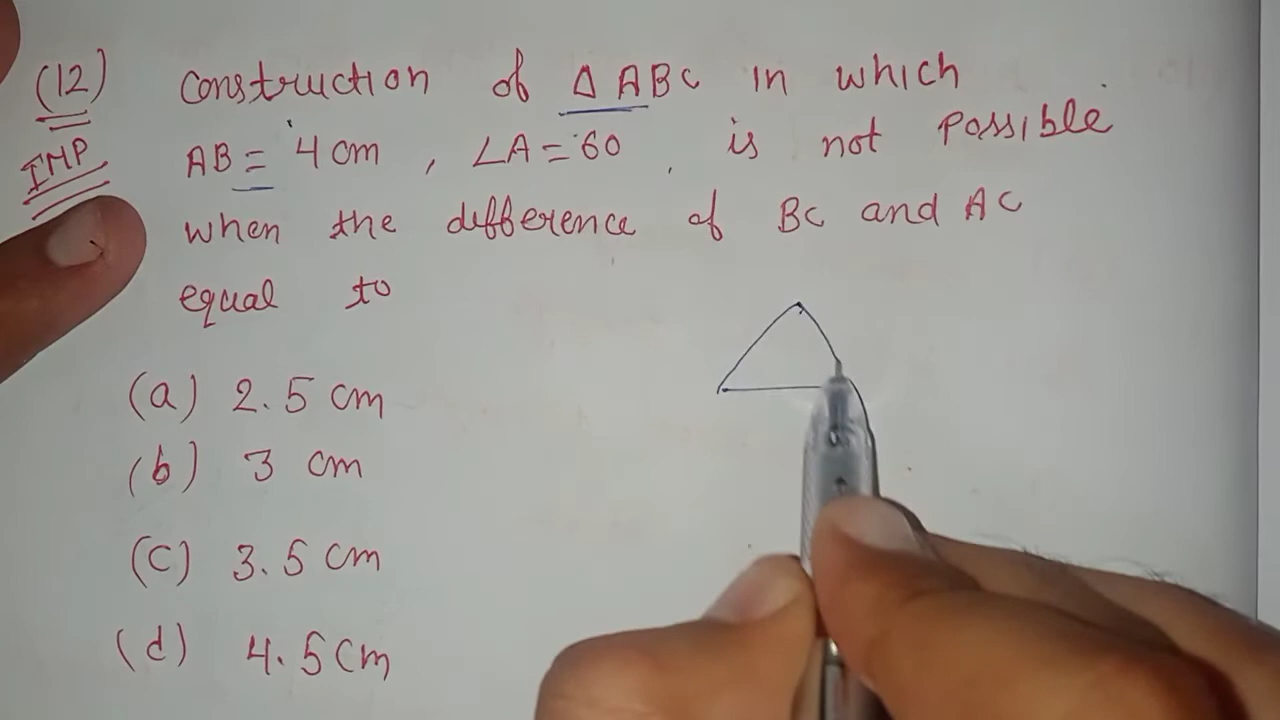 (12) construction of Δ ABC in which
IMP AB = 4 cm , ∠A = 60 , is not possible
when the difference of BC and AC
equal to
(a) 2.5 cm
(b) 3 cm
(c) 3.5 cm
(d) 4.5 cm